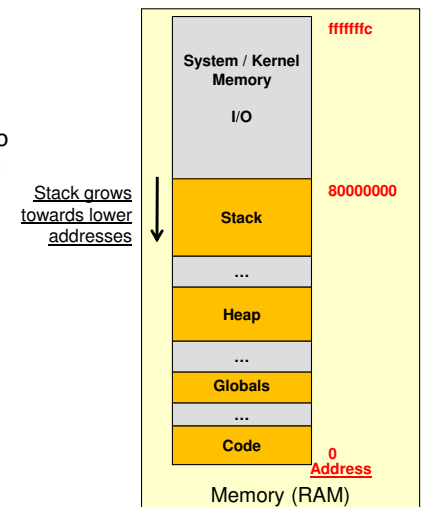 fffffffc
System / Kernel
Memory
I/O
o
80000000
Stack grows
towards lower
addresses
Stack
...
Heap
...
Globals
...
Code
0
Address
Memory (RAM)